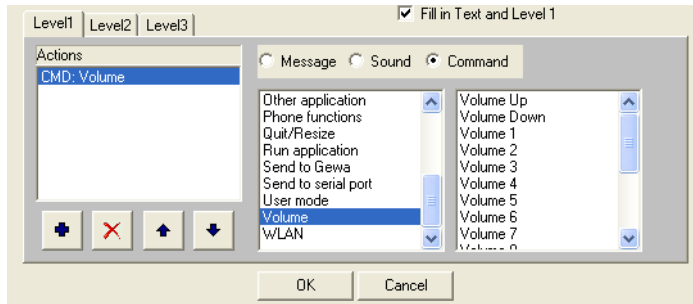 Level1
Level2
Level3
Fill in Text and Level 1
Actions
CMD: Volume
Message
Sound
Command
Other application
Phone functions
Quit/Resize
Run application
Send to Gewa
Send to serial port
User mode
Volume
WLAN
Volume Up
Volume Down
Volume 1
Volume 2
Volume 3
Volume 4
Volume 5
Volume 6
Volume 7
Volume
OK
Cancel